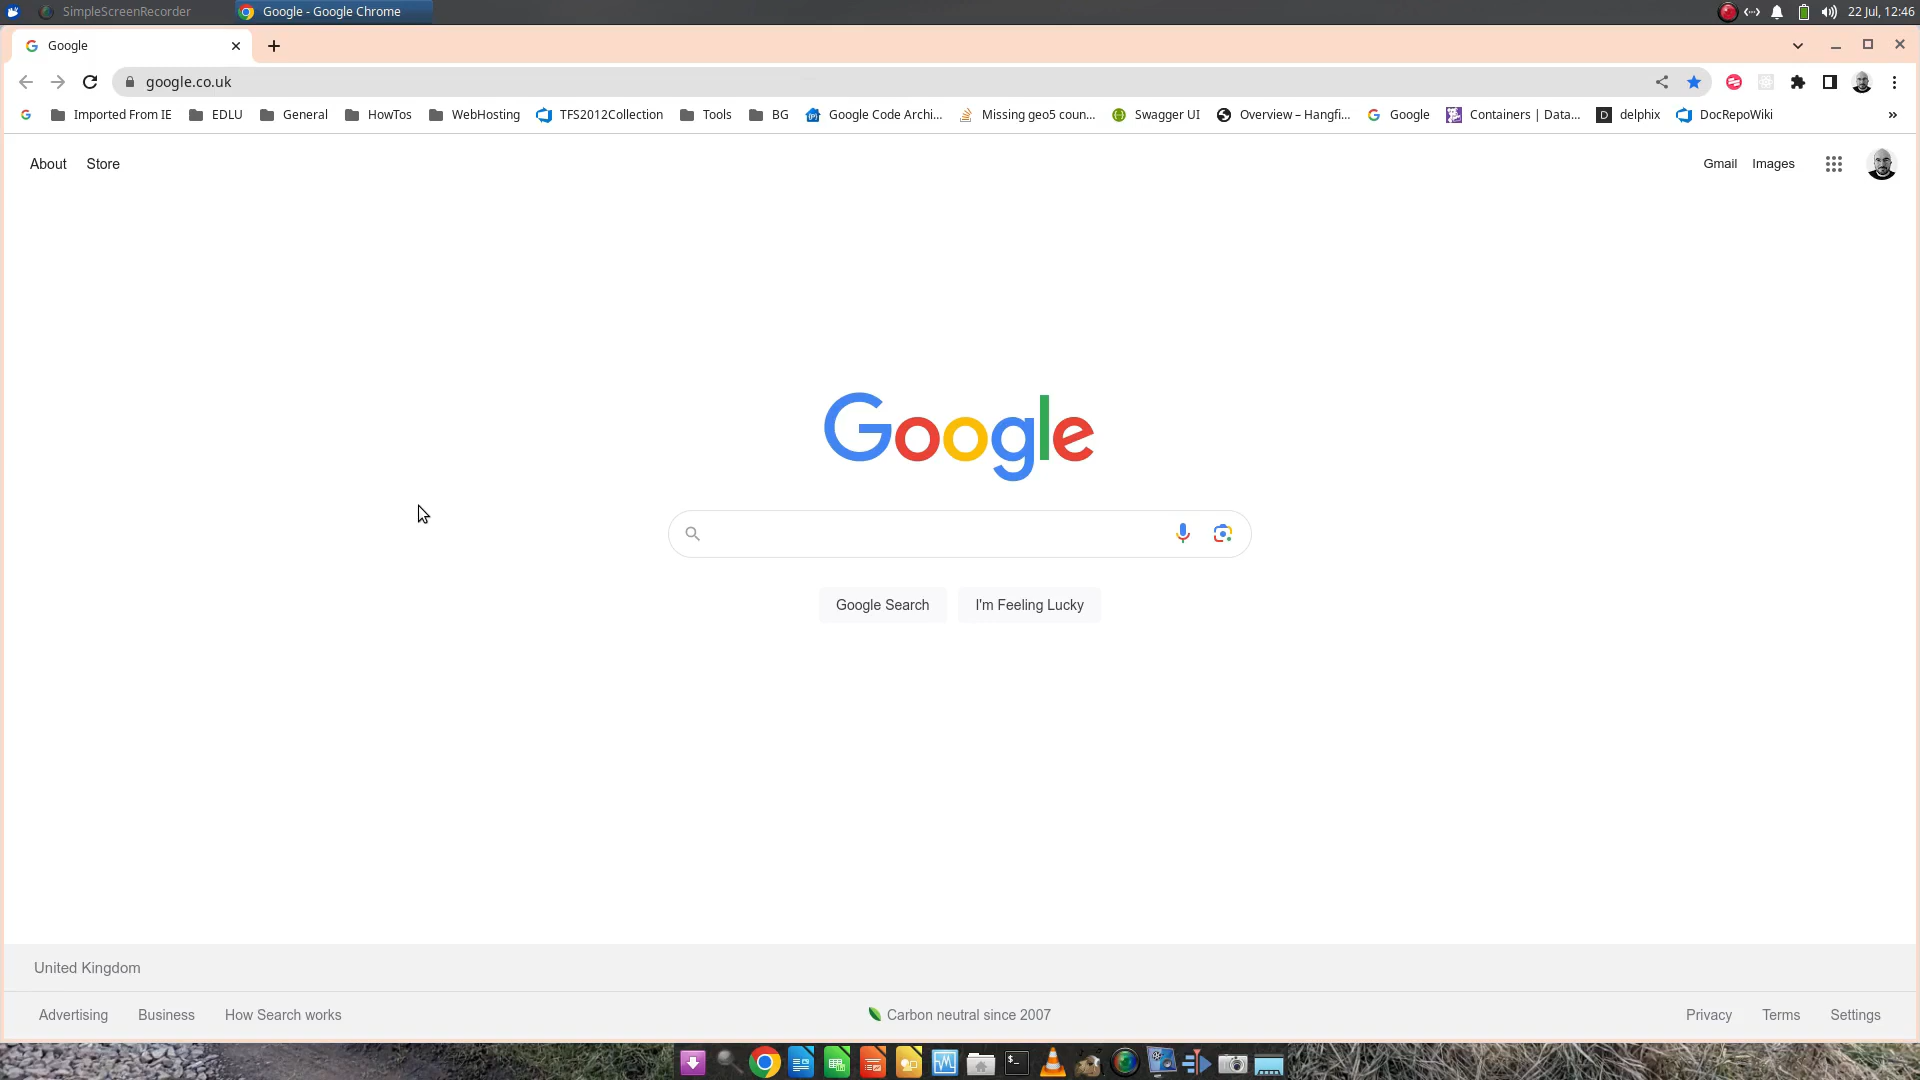 SimpleScreenRecorder
Google - Google Chrome
22 Jul, 12:46
Google
google.co.uk
Imported From IE
EDLU
General
HowTos
WebHosting
TFS2012Collection
Tools
BG
Google Code Archi...
Missing geo5 coun...
Swagger UI
Overview – Hangfi...
Google
Containers | Data...
delphix
DocRepoWiki
»
About
Store
Gmail
Images
Google
Google Search
I'm Feeling Lucky
United Kingdom
Advertising
Business
How Search works
Carbon neutral since 2007
Privacy
Terms
Settings